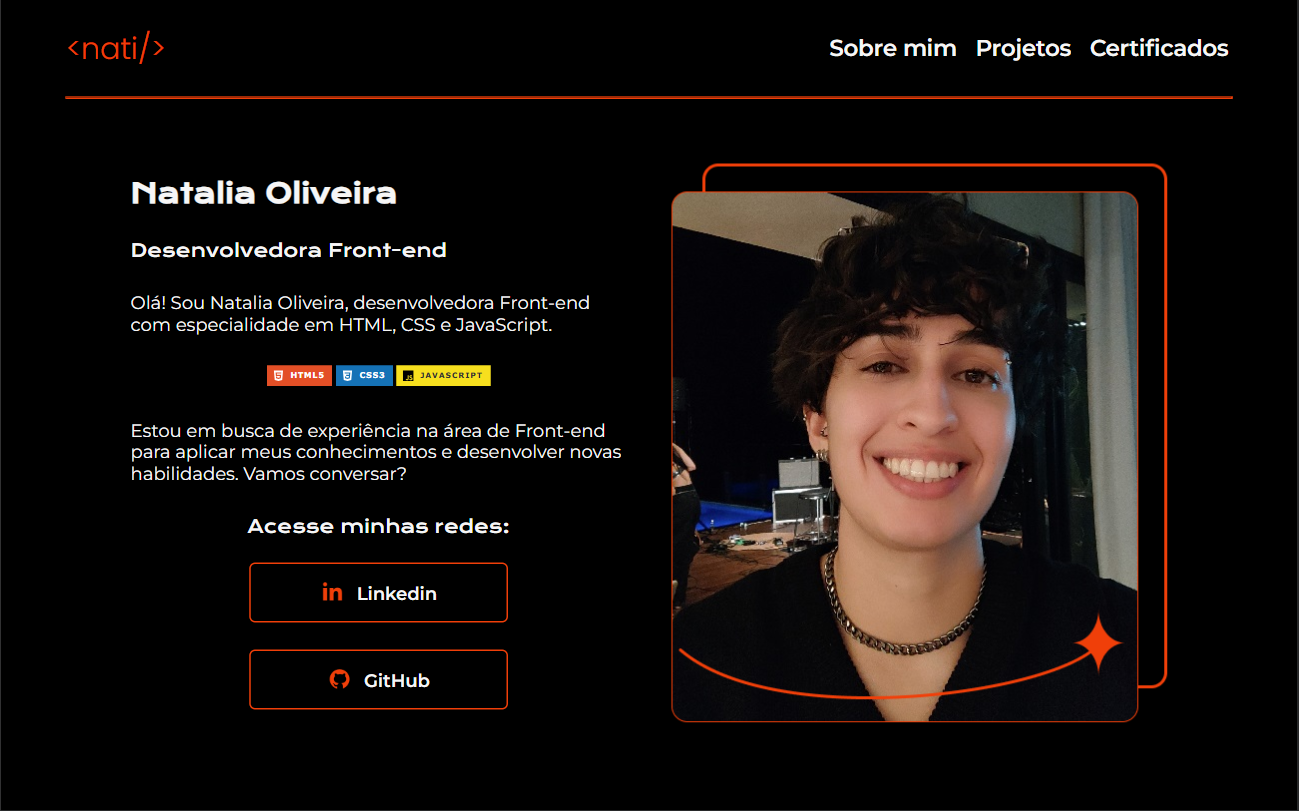 <nati/>
Sobre mim Projetos Certificados
Natalia Oliveira
Desenvolvedora Front-end
Olá! Sou Natalia Oliveira, desenvolvedora Front-end
com especialidade em HTML, CSS e JavaScript.
HTML5 CSS3 JS JAVASCRIPT
Estou em busca de experiência na área de Front-end
para aplicar meus conhecimentos e desenvolver novas
habilidades. Vamos conversar?
Acesse minhas redes:
in Linkedin
GitHub